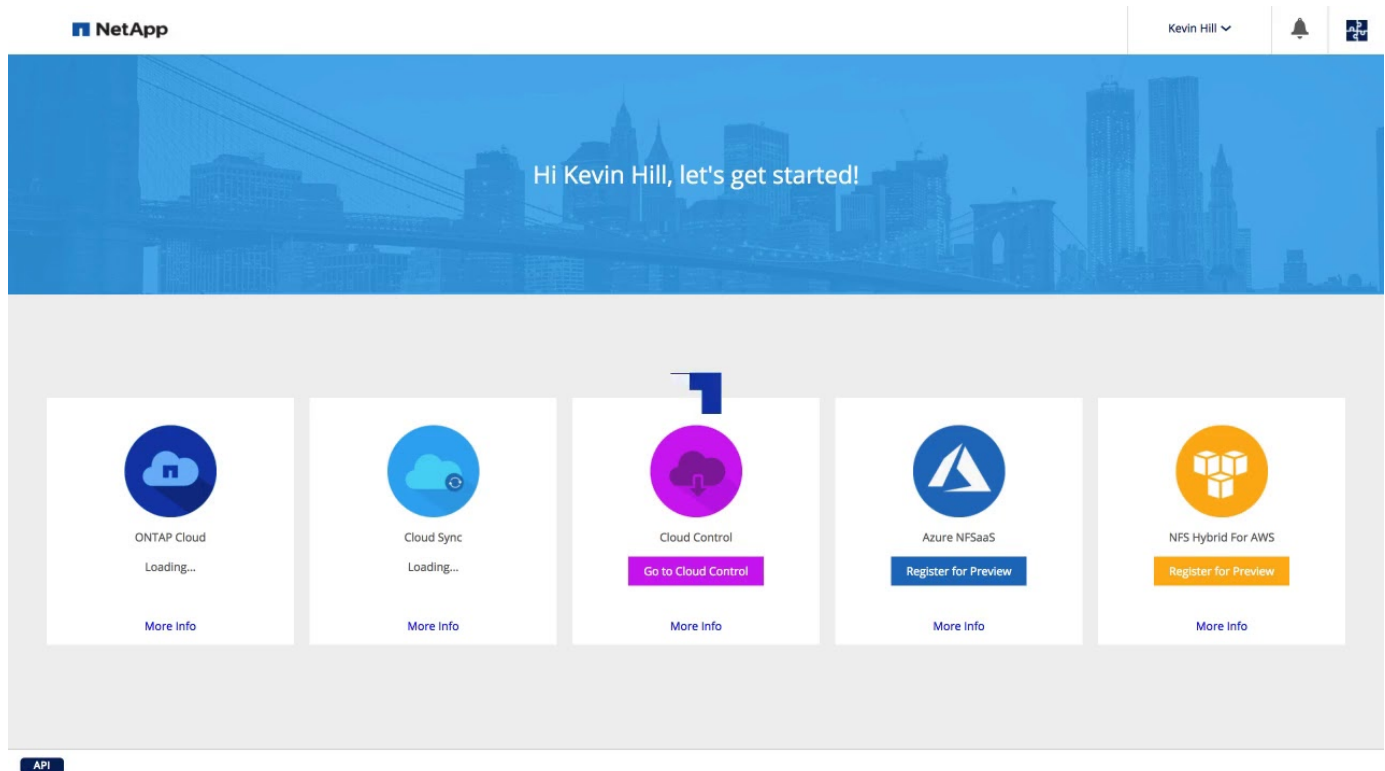 NetApp
Kevin Hill
Hi Kevin Hill, let's get started!
ONTAP Cloud
Loading...
More Info
Cloud Sync
Loading...
More Info
Cloud Control
Go to Cloud Control
More Info
Azure NFSaaS
Register for Preview
More Info
NFS Hybrid For AWS
Register for Preview
More Info
API